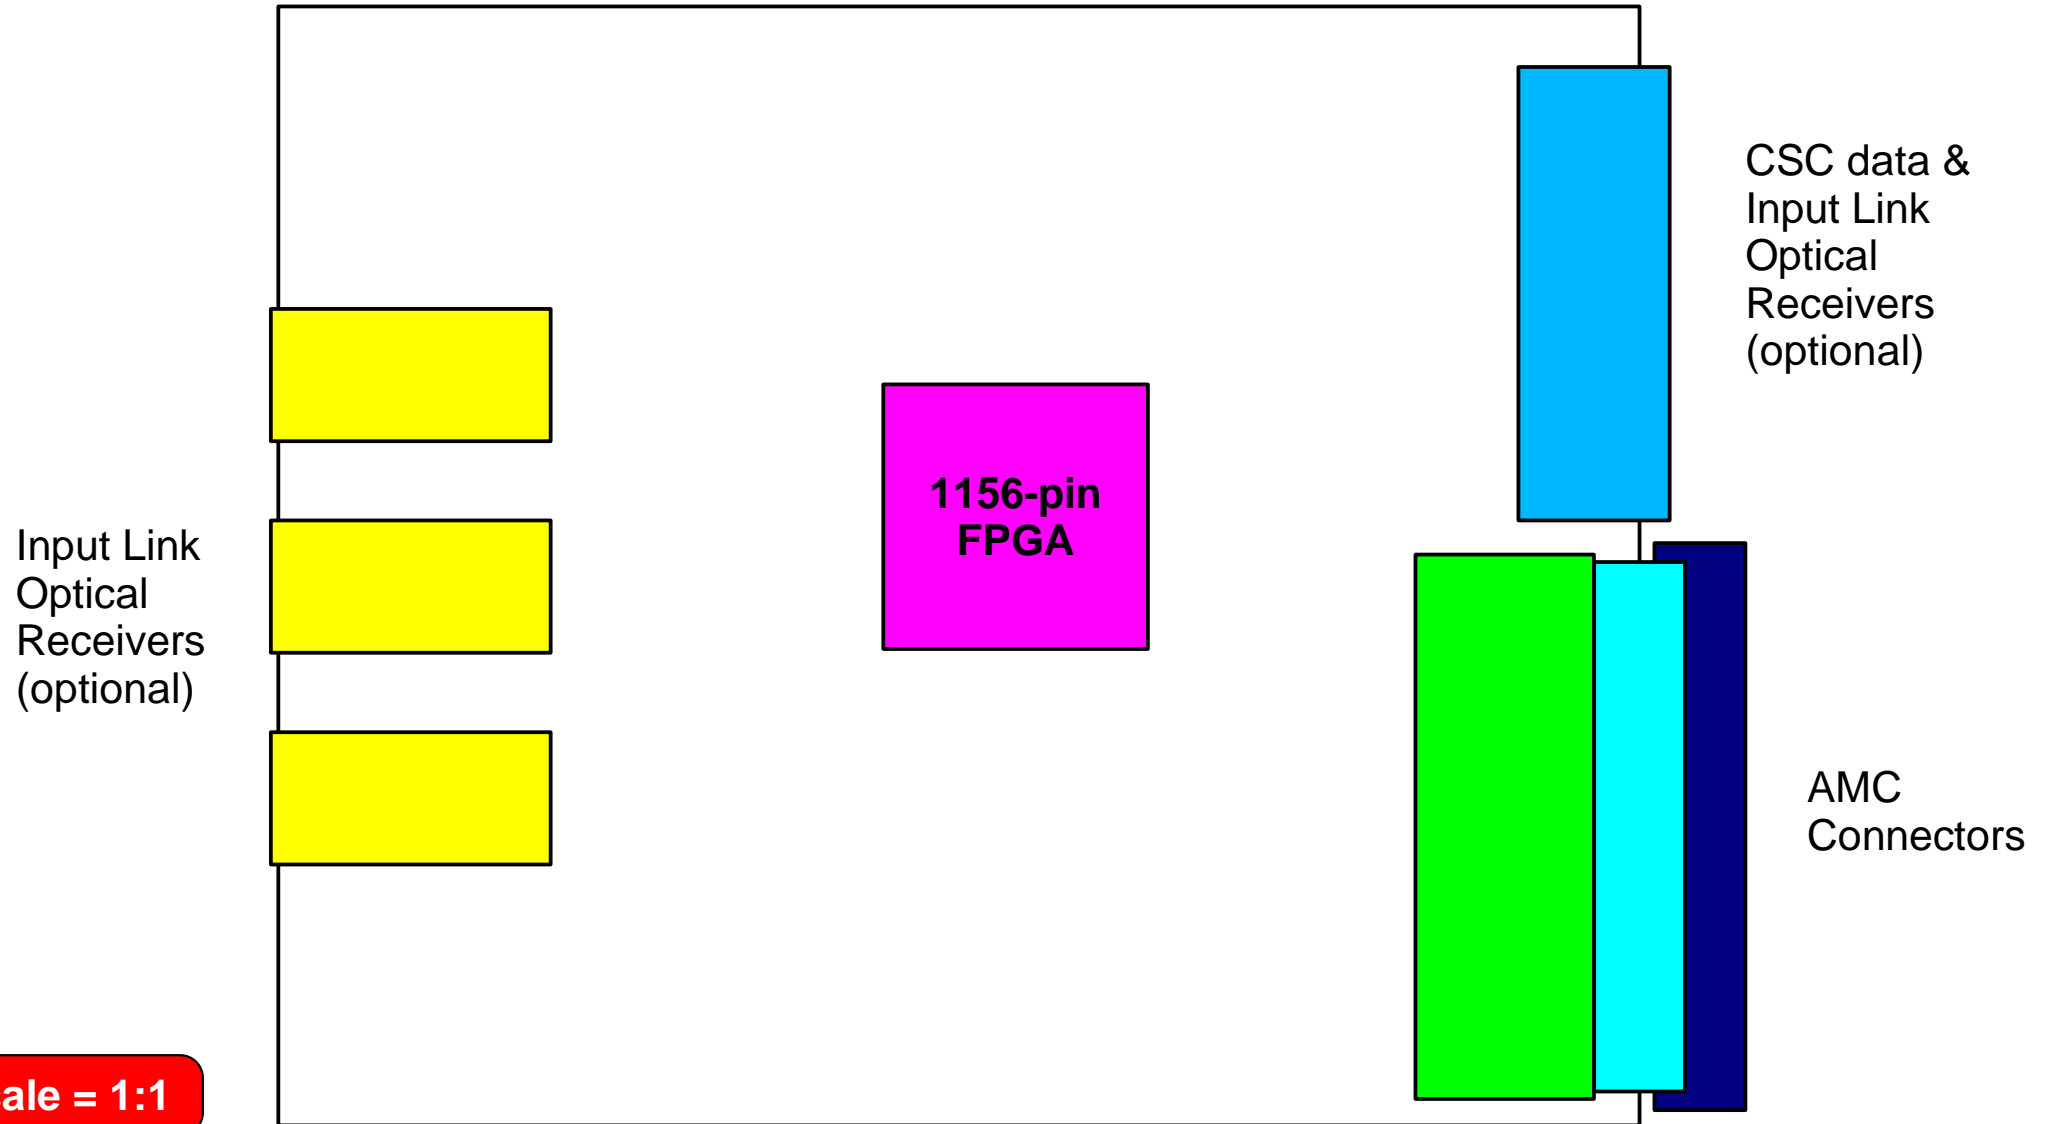 CSC data &
Input Link
Optical
Receivers
(optional)
1156-pin
FPGA
Input Link
Optical
Receivers
(optional)
AMC
Connectors
= 1:1